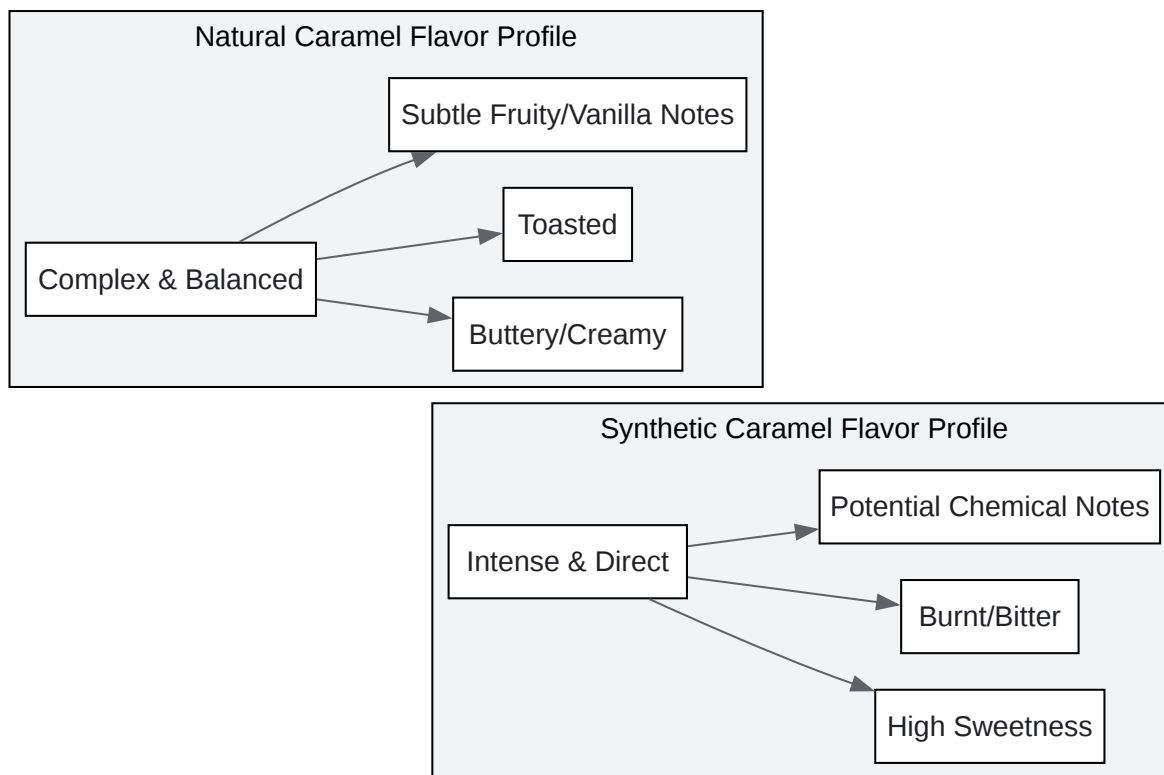 Natural Caramel Flavor Profile
Subtle Fruity/Vanilla Notes
Toasted
Complex & Balanced
Buttery/Creamy
Synthetic Caramel Flavor Profile
Potential Chemical Notes
Intense & Direct
Burnt/Bitter
High Sweetness